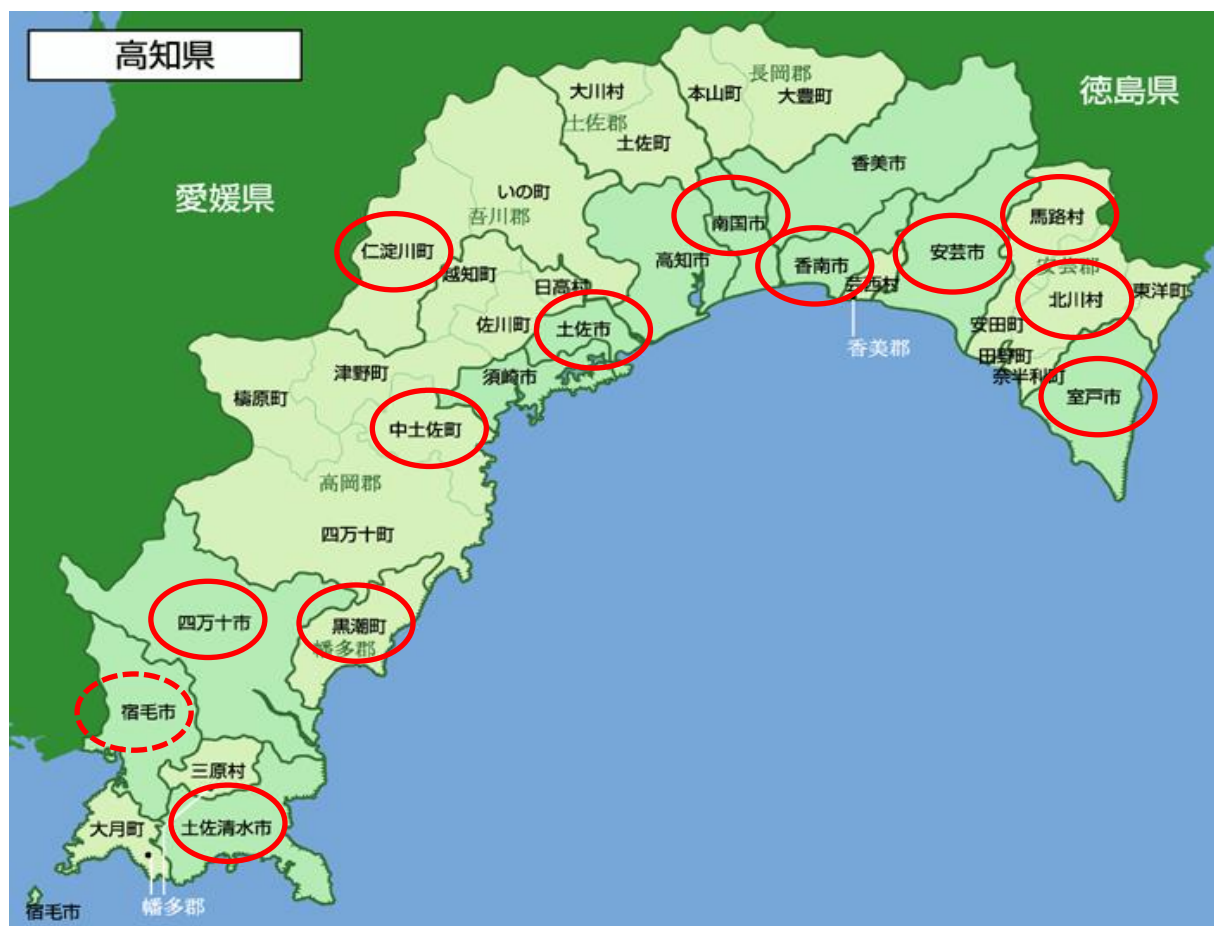 高知県
徳島県
愛媛県
長岡郡
大川村
本山町
大豊町
土佐郡
土佐町
香美市
いの町
吾川郡
馬路村
南国市
仁淀川町
高知市
香南市
安芸市
安芸郡
越知町
日高村
芸西村
北川村
東洋町
佐川町
土佐市
安田町
香美郡
田野町
奈半利町
津野町
須崎市
梼原町
室戸市
中土佐町
高岡郡
四万十町
四万十市
黒潮町
幡多郡
宿毛市
三原村
大月町
土佐清水市
宿毛市
幡多郡